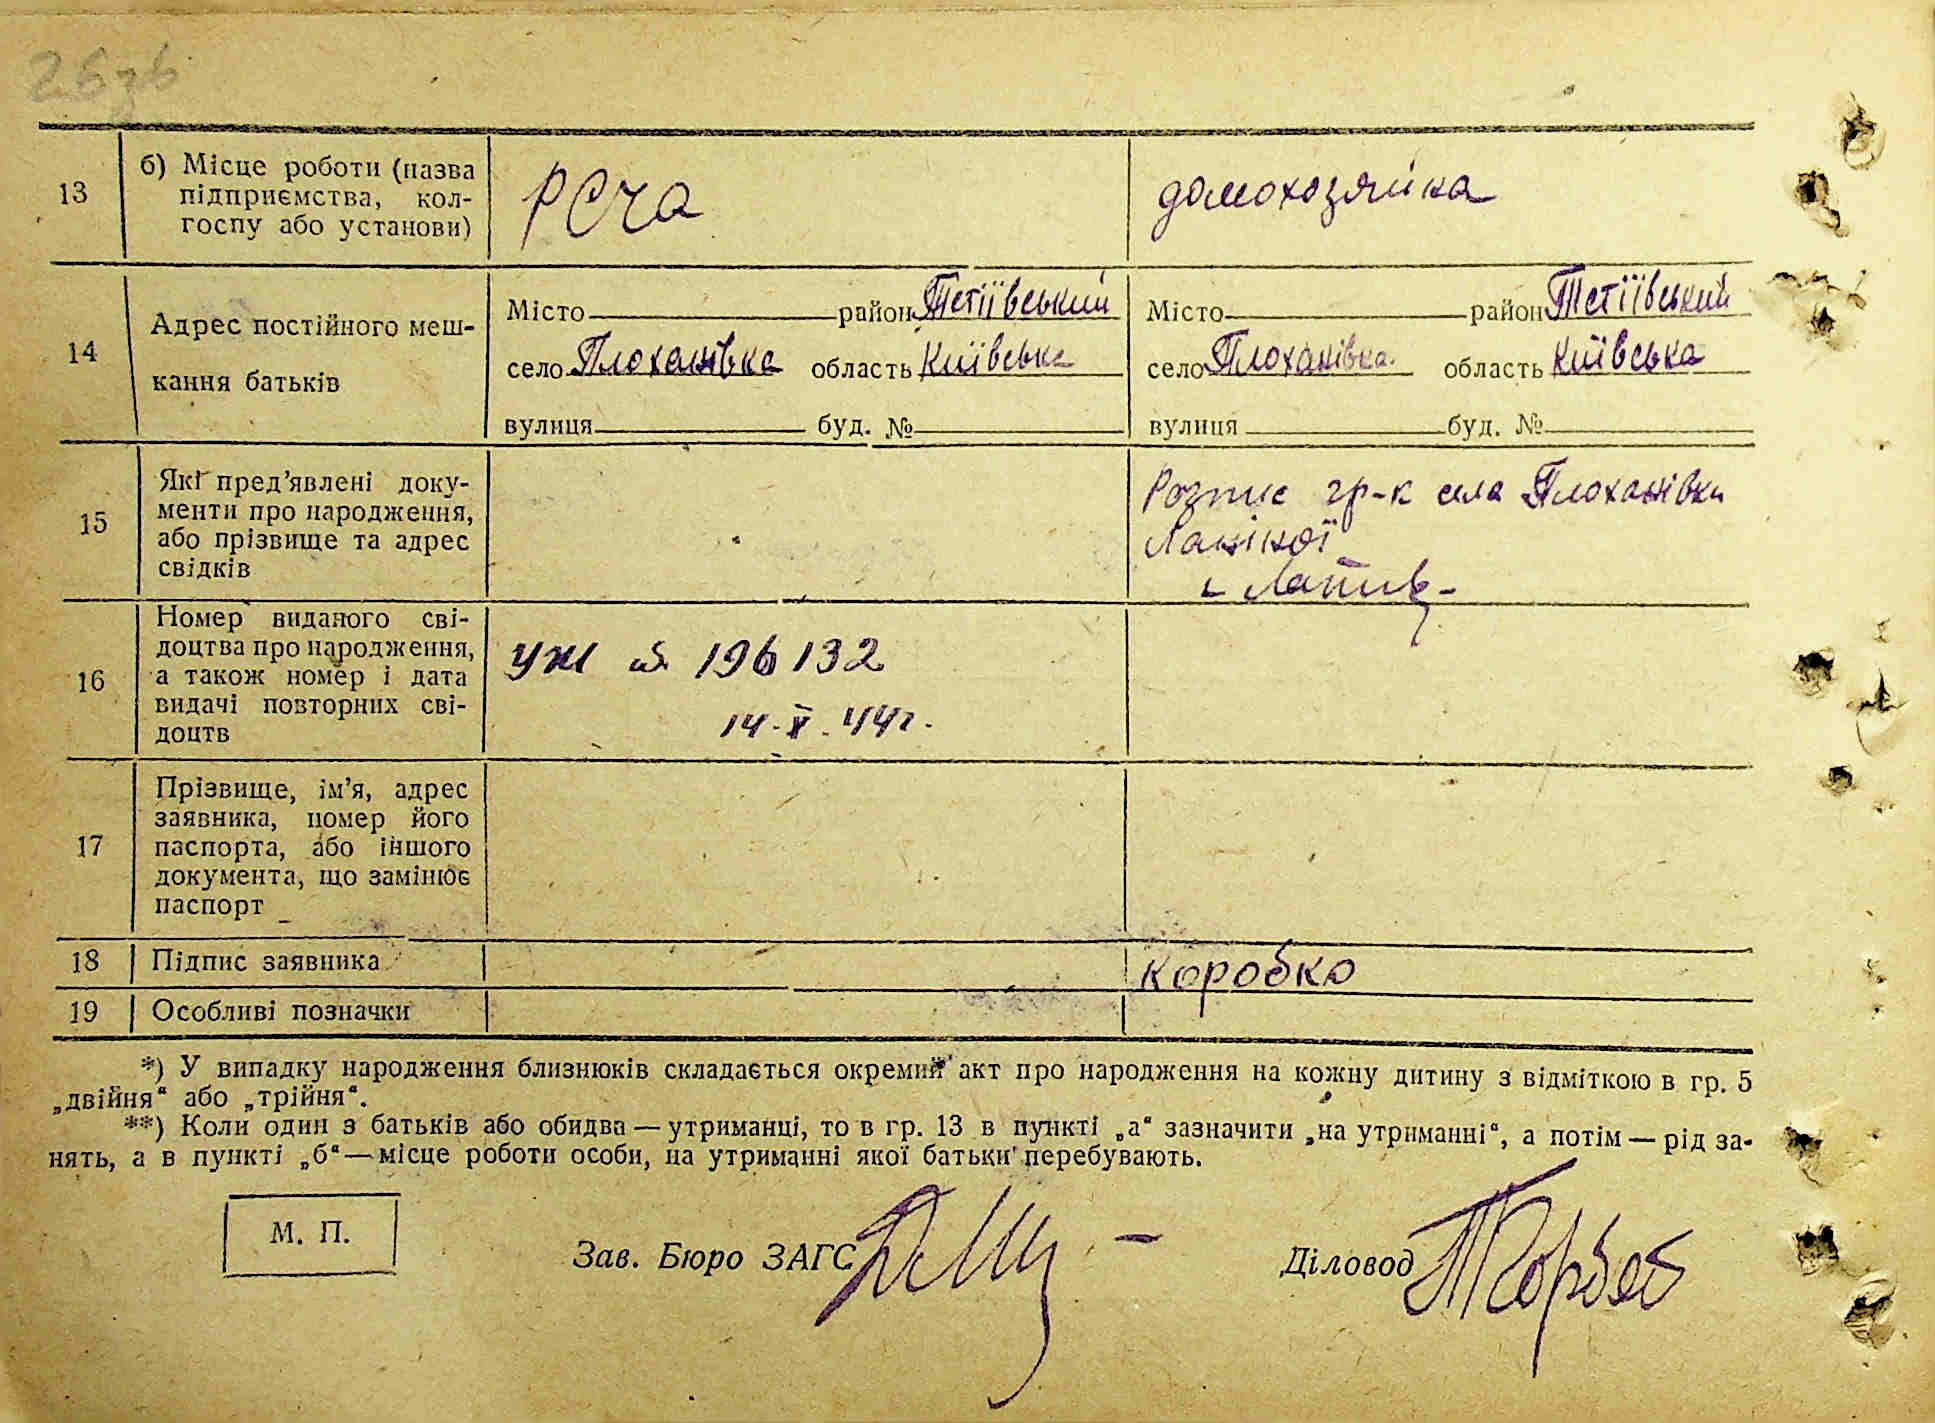 26зв
13
б) Місце роботи (назва
підприємства, кол-
госпу або установи)
РСЧА
домохозяйка
14
Адрес постійного меш-
кання батьків
Місто район Тетіївський
село Плоханівка область Київська
вулиця буд. №
Місто район Тетіївський
село Плоханівка область Київська
вулиця буд. №
15
Які пред’явлені доку-
менти про народження,
або прізвище та адрес
свідків
Розпис гр-к села Плоханівки
16
Номер виданого сві-
доцтва про народження,
а також номер і дата
видачі повторних сві-
доцтв
УЖ № 196132
14.X.44г.
17
Прізвище, ім’я, адрес
заявника, номер його
паспорта, або іншого
документа, що замінює
паспорт
18
Підпис заявника
Коробко
19
Особливі позначки
*) У випадку народження близнюків складається окремий акт про народження на кожну дитину з відміткою в гр. 5
„двійня“ або „трійня“.
**) Коли один з батьків або обидва — утриманці, то в гр. 13 в пункті „а“ зазначити „на утриманні“, а потім — рід за-
нять, а в пункті „б“ — місце роботи особи, на утриманні якої батьки перебувають.
М. П.
Зав. Бюро ЗАГС
Діловод